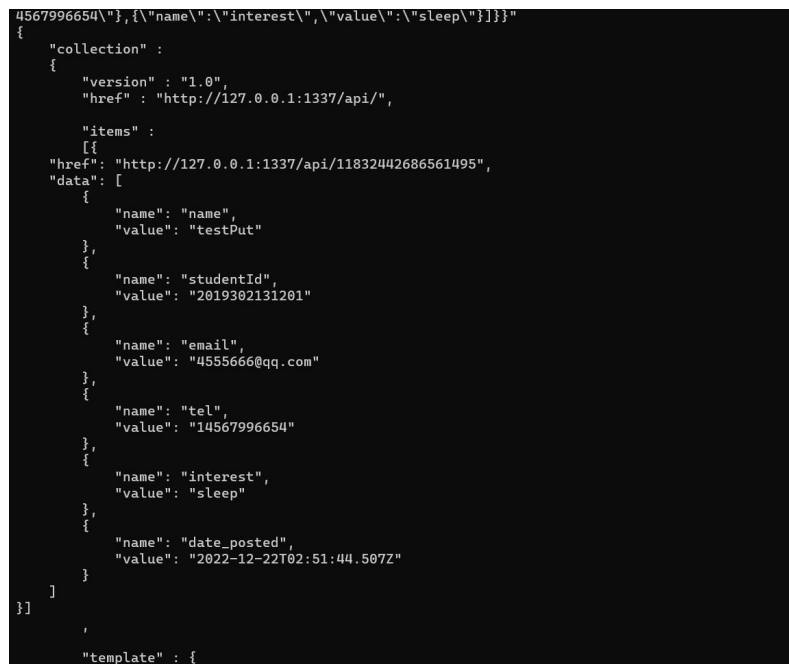 4567996654\"},{\"name\":\"interest\",\"value\":\"sleep\"}]}}"
{
    "collection" :
    {
        "version" : "1.0",
        "href" : "http://127.0.0.1:1337/api/",

        "items" :
        [{
    "href": "http://127.0.0.1:1337/api/11832442686561495",
    "data": [
        {
            "name": "name",
            "value": "testPut"
        },
        {
            "name": "studentId",
            "value": "2019302131201"
        },
        {
            "name": "email",
            "value": "4555666@qq.com"
        },
        {
            "name": "tel",
            "value": "14567996654"
        },
        {
            "name": "interest",
            "value": "sleep"
        },
        {
            "name": "date_posted",
            "value": "2022-12-22T02:51:44.507Z"
        }
    ]
}]
        ,

        "template" : {